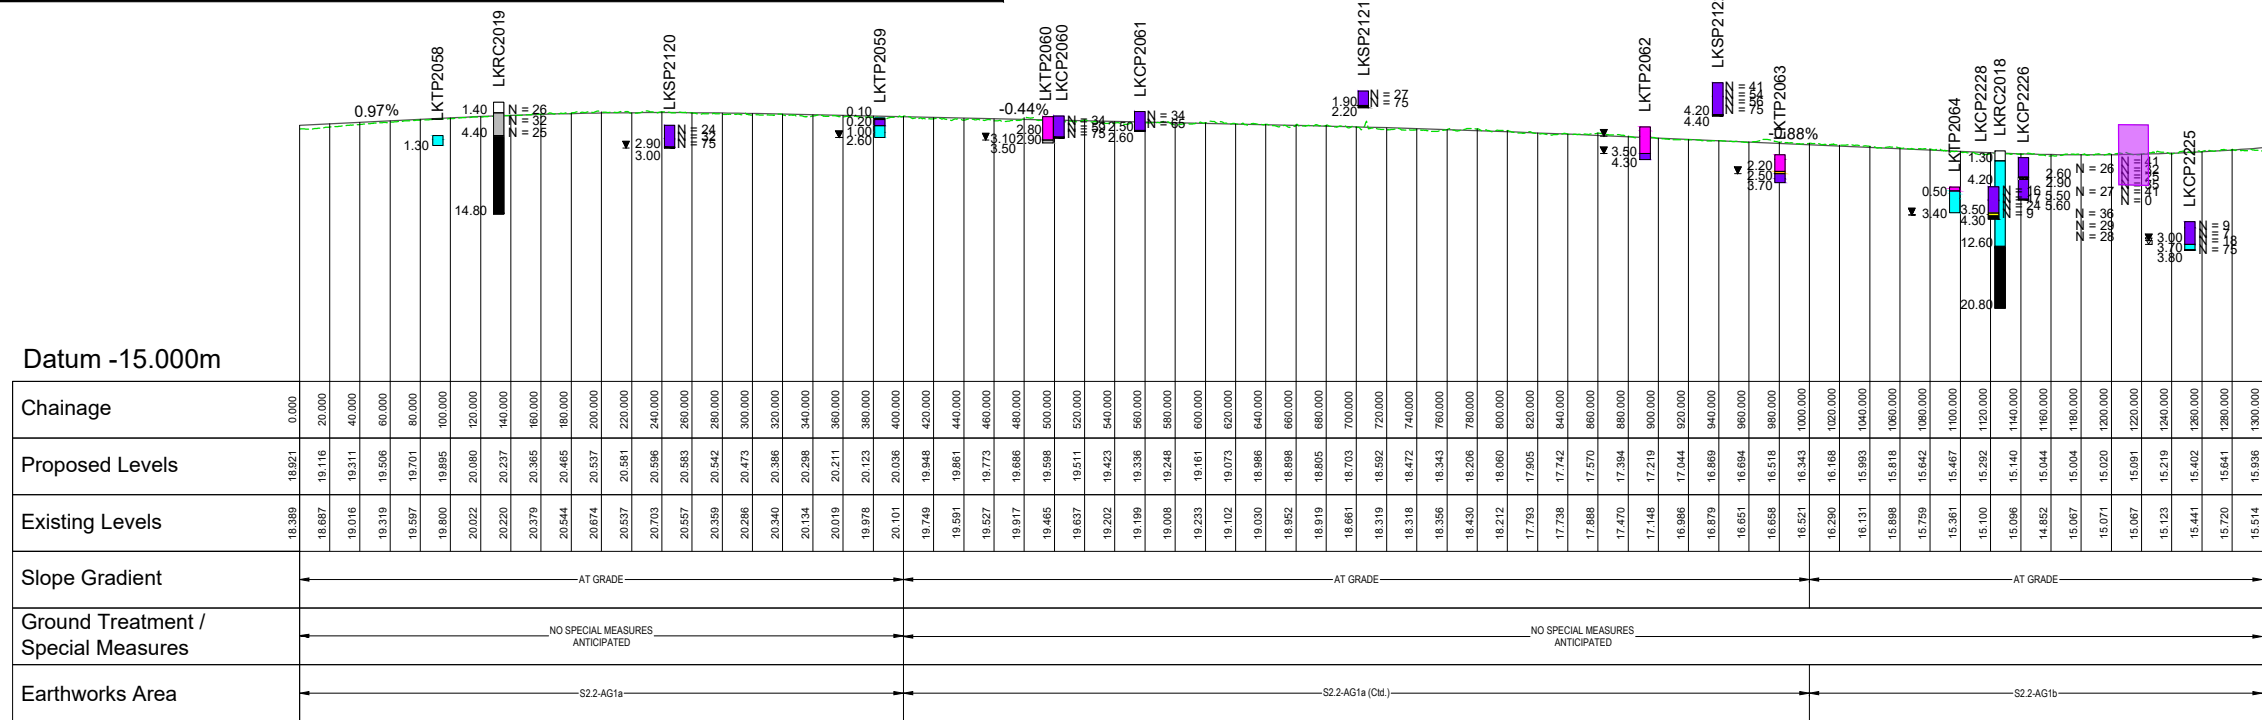 LKTP2058
LKRC2019
LKSP2120
LKTP2059
LKTP2060
LKCP2060
LKCP2061
LKSP2121
LKTP2062
LKSP212
LKTP2063
LKTP2064
LKCP2228
LKRC2018
LKCP2226
LKCP2225
0.97%
-0.44%
-0.88%
1.30
1.40
4.40
14.80
N = 26
N = 32
N = 25
2.90
3.00
N = 24
N = 32
N = 75
0.10
0.20
1.00
2.60
3.10
3.50
2.80
2.90
N = 34
N = 75
2.50
2.60
N = 34
N = 65
1.90
2.20
N = 27
N = 75
3.50
4.30
4.20
4.40
N = 41
N = 54
N = 56
N = 75
2.20
2.50
3.70
0.50
3.40
1.30
4.20
12.60
20.80
3.50
4.30
N = 16
N = 24
N = 9
2.60
2.90
5.50
5.60
N = 26
N = 27
N = 36
N = 29
N = 28
N = 41
N = 32
N = 25
N = 35
N = 41
N = 0
3.00
3.70
3.80
N = 9
N = 7
N = 18
N = 75
Datum -15.000m
Chainage 0.000 20.000 40.000 60.000 80.000 100.000 120.000 140.000 160.000 180.000 200.000 220.000 240.000 260.000 280.000 300.000 320.000 340.000 360.000 380.000 400.000 420.000 440.000 460.000 480.000 500.000 520.000 540.000 560.000 580.000 600.000 620.000 640.000 660.000 680.000 700.000 720.000 740.000 760.000 780.000 800.000 820.000 840.000 860.000 880.000 900.000 920.000 940.000 960.000 980.000 1000.000 1020.000 1040.000 1060.000 1080.000 1100.000 1120.000 1140.000 1160.000 1180.000 1200.000 1220.000 1240.000 1260.000 1280.000 1300.000
Proposed Levels 18.921 19.116 19.311 19.506 19.701 19.895 20.080 20.237 20.365 20.465 20.537 20.581 20.596 20.583 20.542 20.473 20.386 20.298 20.211 20.123 20.036 19.948 19.861 19.773 19.686 19.598 19.511 19.423 19.336 19.248 19.161 19.073 18.986 18.898 18.805 18.703 18.592 18.472 18.343 18.206 18.060 17.905 17.742 17.570 17.394 17.219 17.044 16.869 16.694 16.518 16.343 16.168 15.993 15.818 15.642 15.467 15.292 15.140 15.044 15.004 15.020 15.091 15.219 15.402 15.641 15.936
Existing Levels 18.389 18.687 19.016 19.319 19.597 19.800 20.022 20.220 20.379 20.544 20.674 20.537 20.703 20.557 20.359 20.286 20.340 20.134 20.019 19.978 20.101 19.749 19.591 19.527 19.917 19.465 19.637 19.202 19.199 19.008 19.233 19.102 19.030 18.952 18.919 18.661 18.319 18.318 18.356 18.430 18.212 17.793 17.738 17.888 17.470 17.148 16.986 16.879 16.651 16.658 16.521 16.290 16.131 15.898 15.759 15.361 15.100 15.096 14.852 15.067 15.071 15.067 15.123 15.441 15.720 15.514
Slope Gradient AT GRADE AT GRADE AT GRADE
Ground Treatment /
Special Measures
NO SPECIAL MEASURES
ANTICIPATED
NO SPECIAL MEASURES
ANTICIPATED
Earthworks Area S2.2-AG1a S2.2-AG1a (Ctd.) S2.2-AG1b